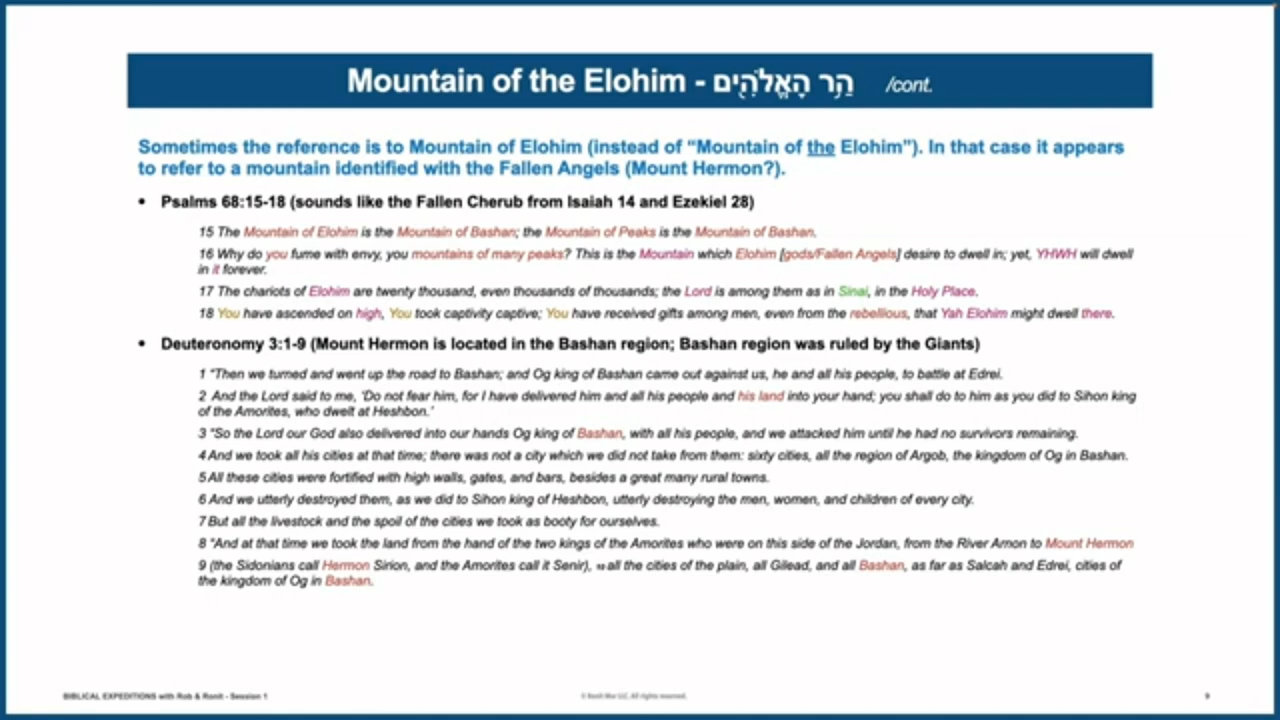 Mountain of the Elohim - הַ֥ר הָאֱלֹהִ֖ים /cont.
Sometimes the reference is to Mountain of Elohim (instead of “Mountain of the Elohim”). In that case it appears
to refer to a mountain identified with the Fallen Angels (Mount Hermon?).
• Psalms 68:15-18 (sounds like the Fallen Cherub from Isaiah 14 and Ezekiel 28)
15 The Mountain of Elohim is the Mountain of Bashan; the Mountain of Peaks is the Mountain of Bashan.
16 Why do you fume with envy, you mountains of many peaks? This is the Mountain which Elohim [gods/Fallen Angels] desire to dwell in; yet, YHWH will dwell
in it forever.
17 The chariots of Elohim are twenty thousand, even thousands of thousands; the Lord is among them as in Sinai, in the Holy Place.
18 You have ascended on high, You took captivity captive; You have received gifts among men, even from the rebellious, that Yah Elohim might dwell there.
• Deuteronomy 3:1-9 (Mount Hermon is located in the Bashan region; Bashan region was ruled by the Giants)
1 “Then we turned and went up the road to Bashan; and Og king of Bashan came out against us, he and all his people, to battle at Edrei.
2 And the Lord said to me, ‘Do not fear him, for I have delivered him and all his people and his land into your hand; you shall do to him as you did to Sihon king
of the Amorites, who dwelt at Heshbon.’
3 “So the Lord our God also delivered into our hands Og king of Bashan, with all his people, and we attacked him until he had no survivors remaining.
4 And we took all his cities at that time; there was not a city which we did not take from them: sixty cities, all the region of Argob, the kingdom of Og in Bashan.
5 All these cities were fortified with high walls, gates, and bars, besides a great many rural towns.
6 And we utterly destroyed them, as we did to Sihon king of Heshbon, utterly destroying the men, women, and children of every city.
7 But all the livestock and the spoil of the cities we took as booty for ourselves.
8 “And at that time we took the land from the hand of the two kings of the Amorites who were on this side of the Jordan, from the River Arnon to Mount Hermon
9 (the Sidonians call Hermon Sirion, and the Amorites call it Senir), 10 all the cities of the plain, all Gilead, and all Bashan, as far as Salcah and Edrei, cities of
the kingdom of Og in Bashan.
BIBLICAL EXPEDITIONS with Rob & Ronit - Session 1
© Ronit LLC. All rights reserved.
9